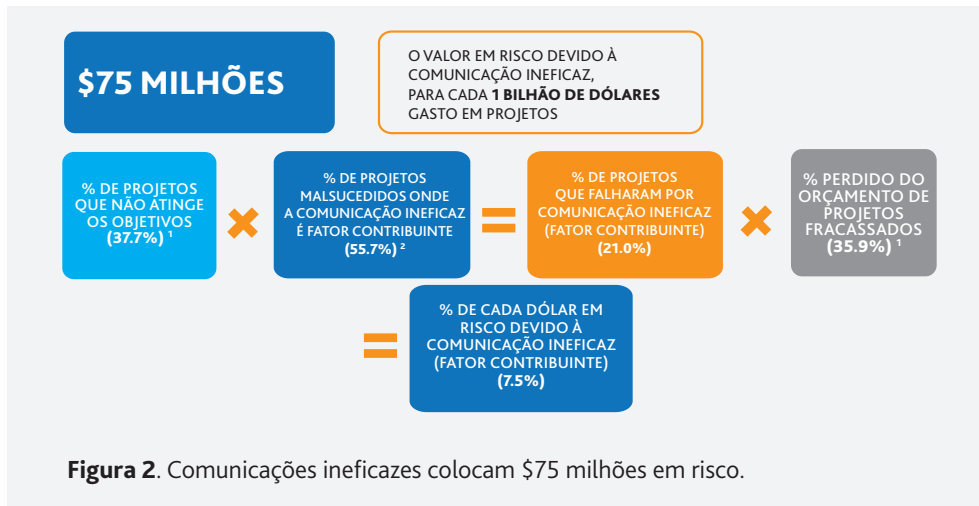 $75 MILHÕES
O VALOR EM RISCO DEVIDO À
COMUNICAÇÃO INEFICAZ,
PARA CADA 1 BILHÃO DE DÓLARES
GASTO EM PROJETOS
% DE PROJETOS
QUE NÃO ATINGE
OS OBJETIVOS
(37.7%) ¹
×
% DE PROJETOS
MALSUCEDIDOS ONDE
A COMUNICAÇÃO INEFICAZ
É FATOR CONTRIBUINTE
(55.7%) ²
=
% DE PROJETOS
QUE FALHARAM POR
COMUNICAÇÃO INEFICAZ
(FATOR CONTRIBUINTE)
(21.0%)
×
% PERDIDO DO
ORÇAMENTO DE
PROJETOS
FRACASSADOS
(35.9%) ¹
=
% DE CADA DÓLAR EM
RISCO DEVIDO À
COMUNICAÇÃO INEFICAZ
(FATOR CONTRIBUINTE)
(7.5%)
Figura 2. Comunicações ineficazes colocam $75 milhões em risco.